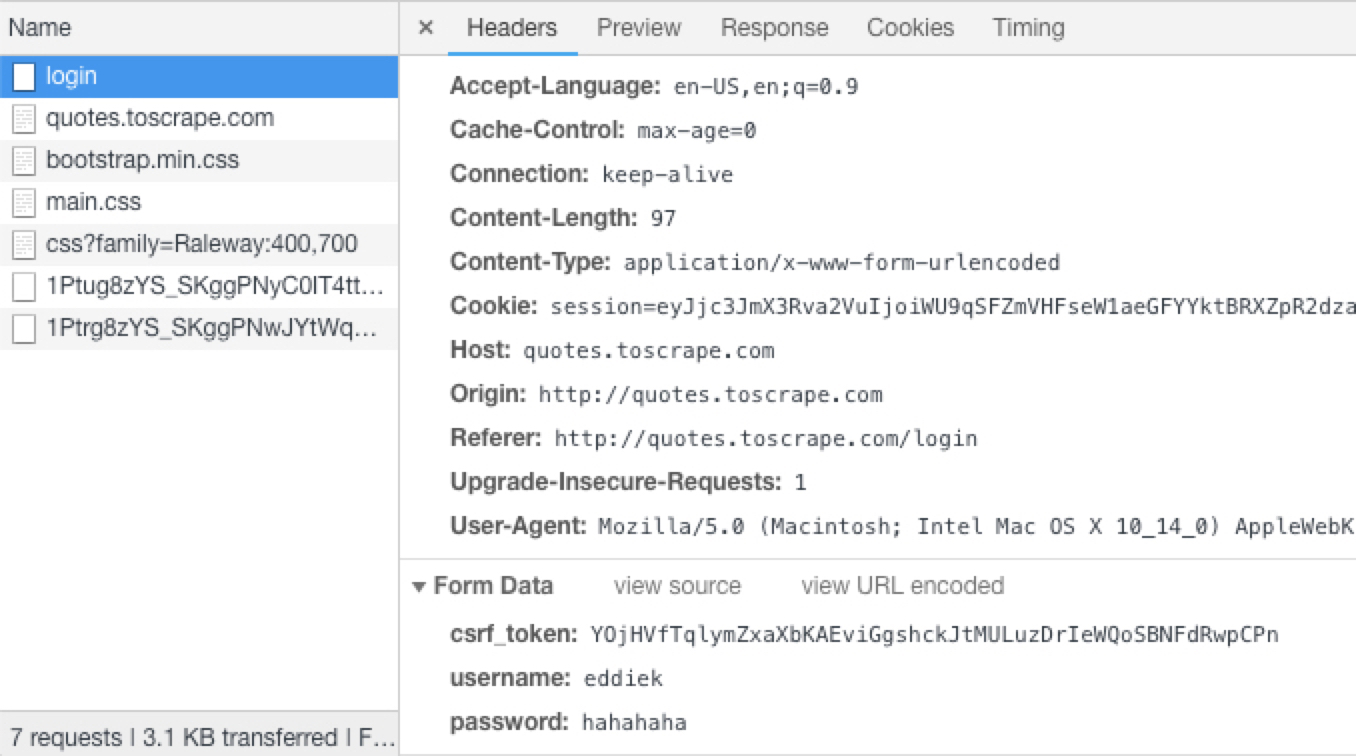 Name
login
quotes.toscrape.com
bootstrap.min.css
main.css
css?family=Raleway:400,700
1Ptug8zYS_SKggPNyC0IT4tt…
1Ptrg8zYS_SKggPNwJYtWq…
7 requests | 3.1 KB transferred | F…
× Headers Preview Response Cookies Timing
Accept-Language: en-US,en;q=0.9
Cache-Control: max-age=0
Connection: keep-alive
Content-Length: 97
Content-Type: application/x-www-form-urlencoded
Cookie: session=eyJjc3JmX3Rva2VuIjoiWU9qSFZmVHFseW1aeGFYYktBRXZpR2dza
Host: quotes.toscrape.com
Origin: http://quotes.toscrape.com
Referer: http://quotes.toscrape.com/login
Upgrade-Insecure-Requests: 1
User-Agent: Mozilla/5.0 (Macintosh; Intel Mac OS X 10_14_0) AppleWebK
▼ Form Data view source view URL encoded
csrf_token: YOjHVfTqlymZxaXbKAEviGgshckJtMULuzDrIeWQoSBNFdRwpCPn
username: eddiek
password: hahahaha